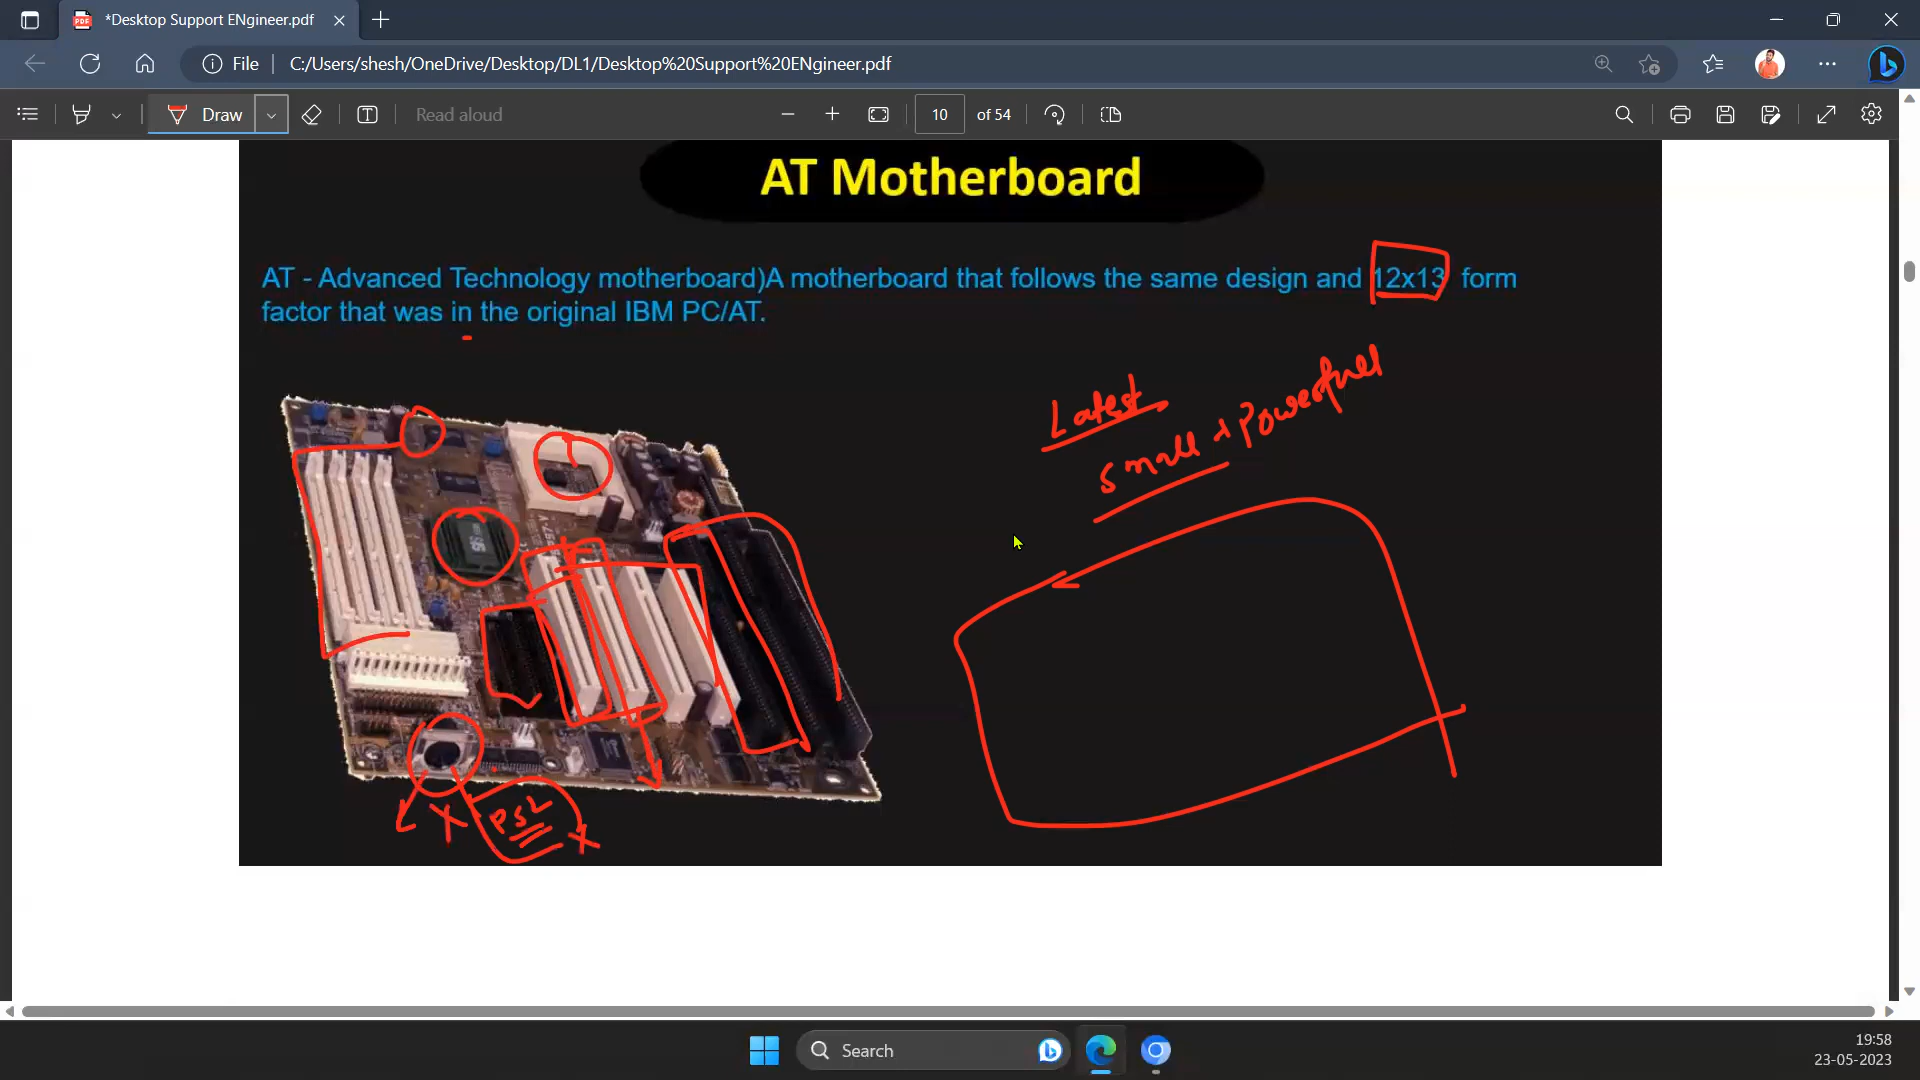 *Desktop Support ENgineer.pdf
File
C:/Users/shesh/OneDrive/Desktop/DL1/Desktop%20Support%20ENgineer.pdf
Draw
Read aloud
10 of 54
AT Motherboard
AT - Advanced Technology motherboard)A motherboard that follows the same design and 12x13 form
factor that was in the original IBM PC/AT.
Latest
Small + Powerfull
PS2
Search
19:58
23-05-2023